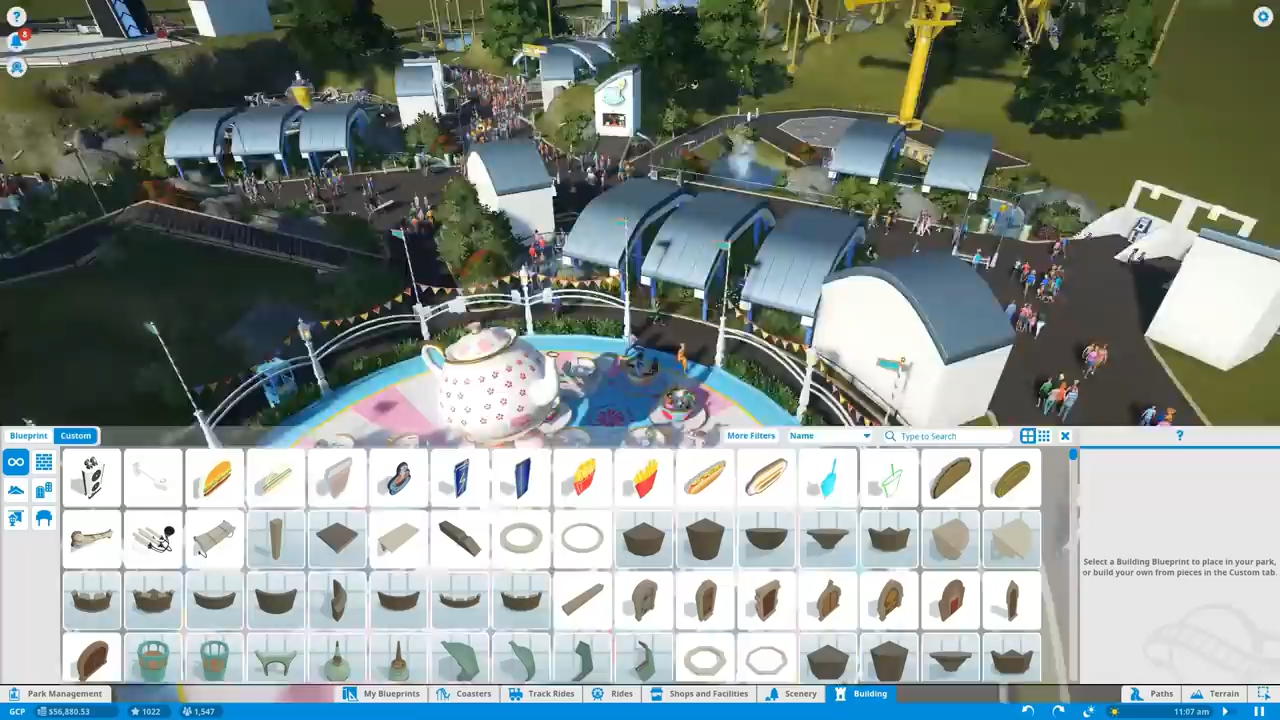 ?
8
Blueprint
Custom
More Filters
Name
Type to Search
?
Select a Building Blueprint to place in your park,
or build your own from pieces in the Custom tab.
Park Management
My Blueprints
Coasters
Track Rides
Rides
Shops and Facilities
Scenery
Building
Paths
Terrain
GCP
$56,880.53
1022
1,547
11:07 am